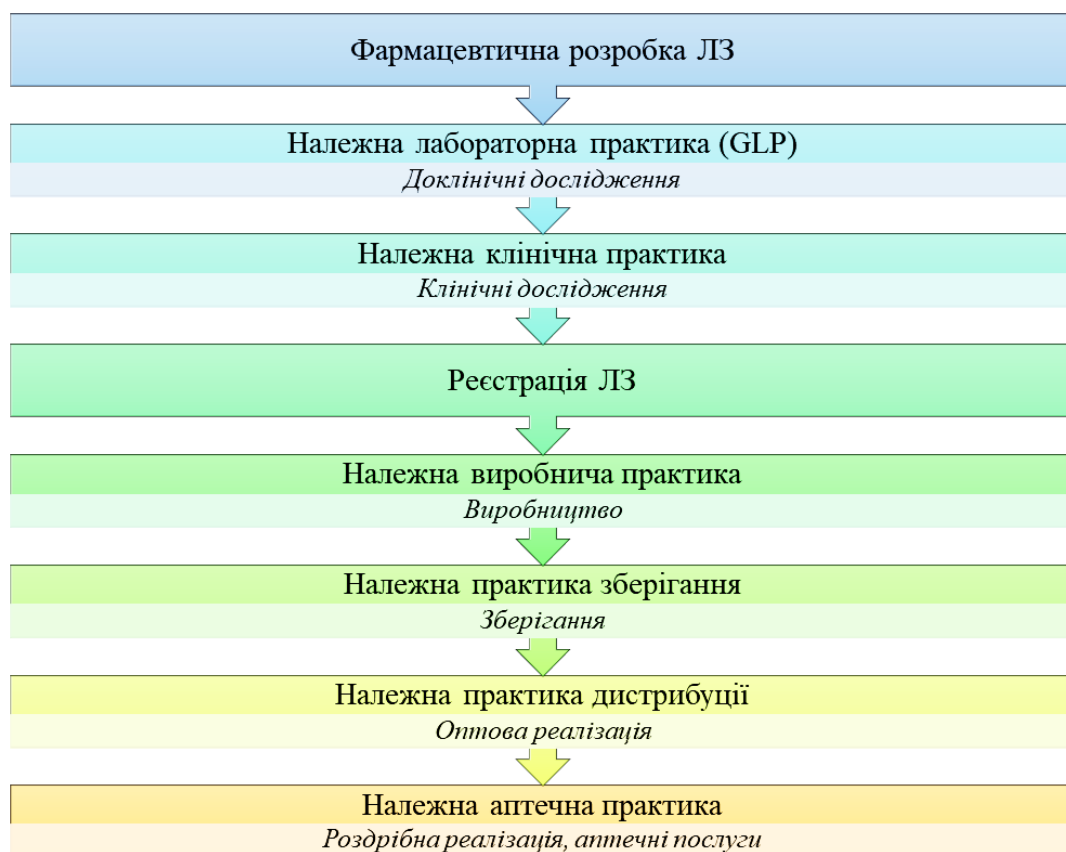 Фармацевтична розробка ЛЗ
Належна лабораторна практика (GLP)
Доклінічні дослідження
Належна клінічна практика
Клінічні дослідження
Реєстрація ЛЗ
Належна виробнича практика
Виробництво
Належна практика зберігання
Зберігання
Належна практика дистрибуції
Оптова реалізація
Належна аптечна практика
Роздрібна реалізація, аптечні послуги